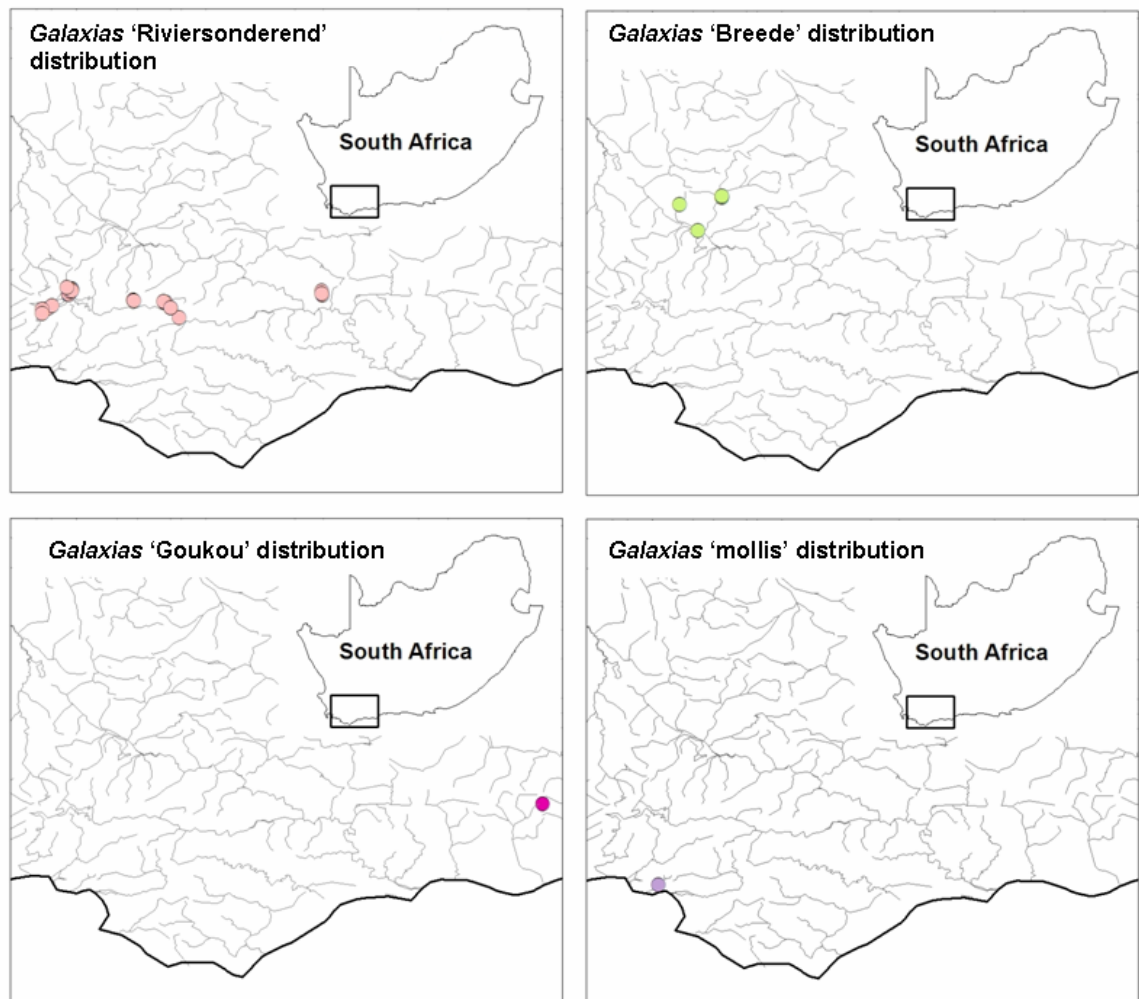 Galaxias ‘Riviersonderend’
distribution
South Africa
Galaxias ‘Breede’ distribution
South Africa
Galaxias ‘Goukou’ distribution
South Africa
Galaxias ‘mollis’ distribution
South Africa